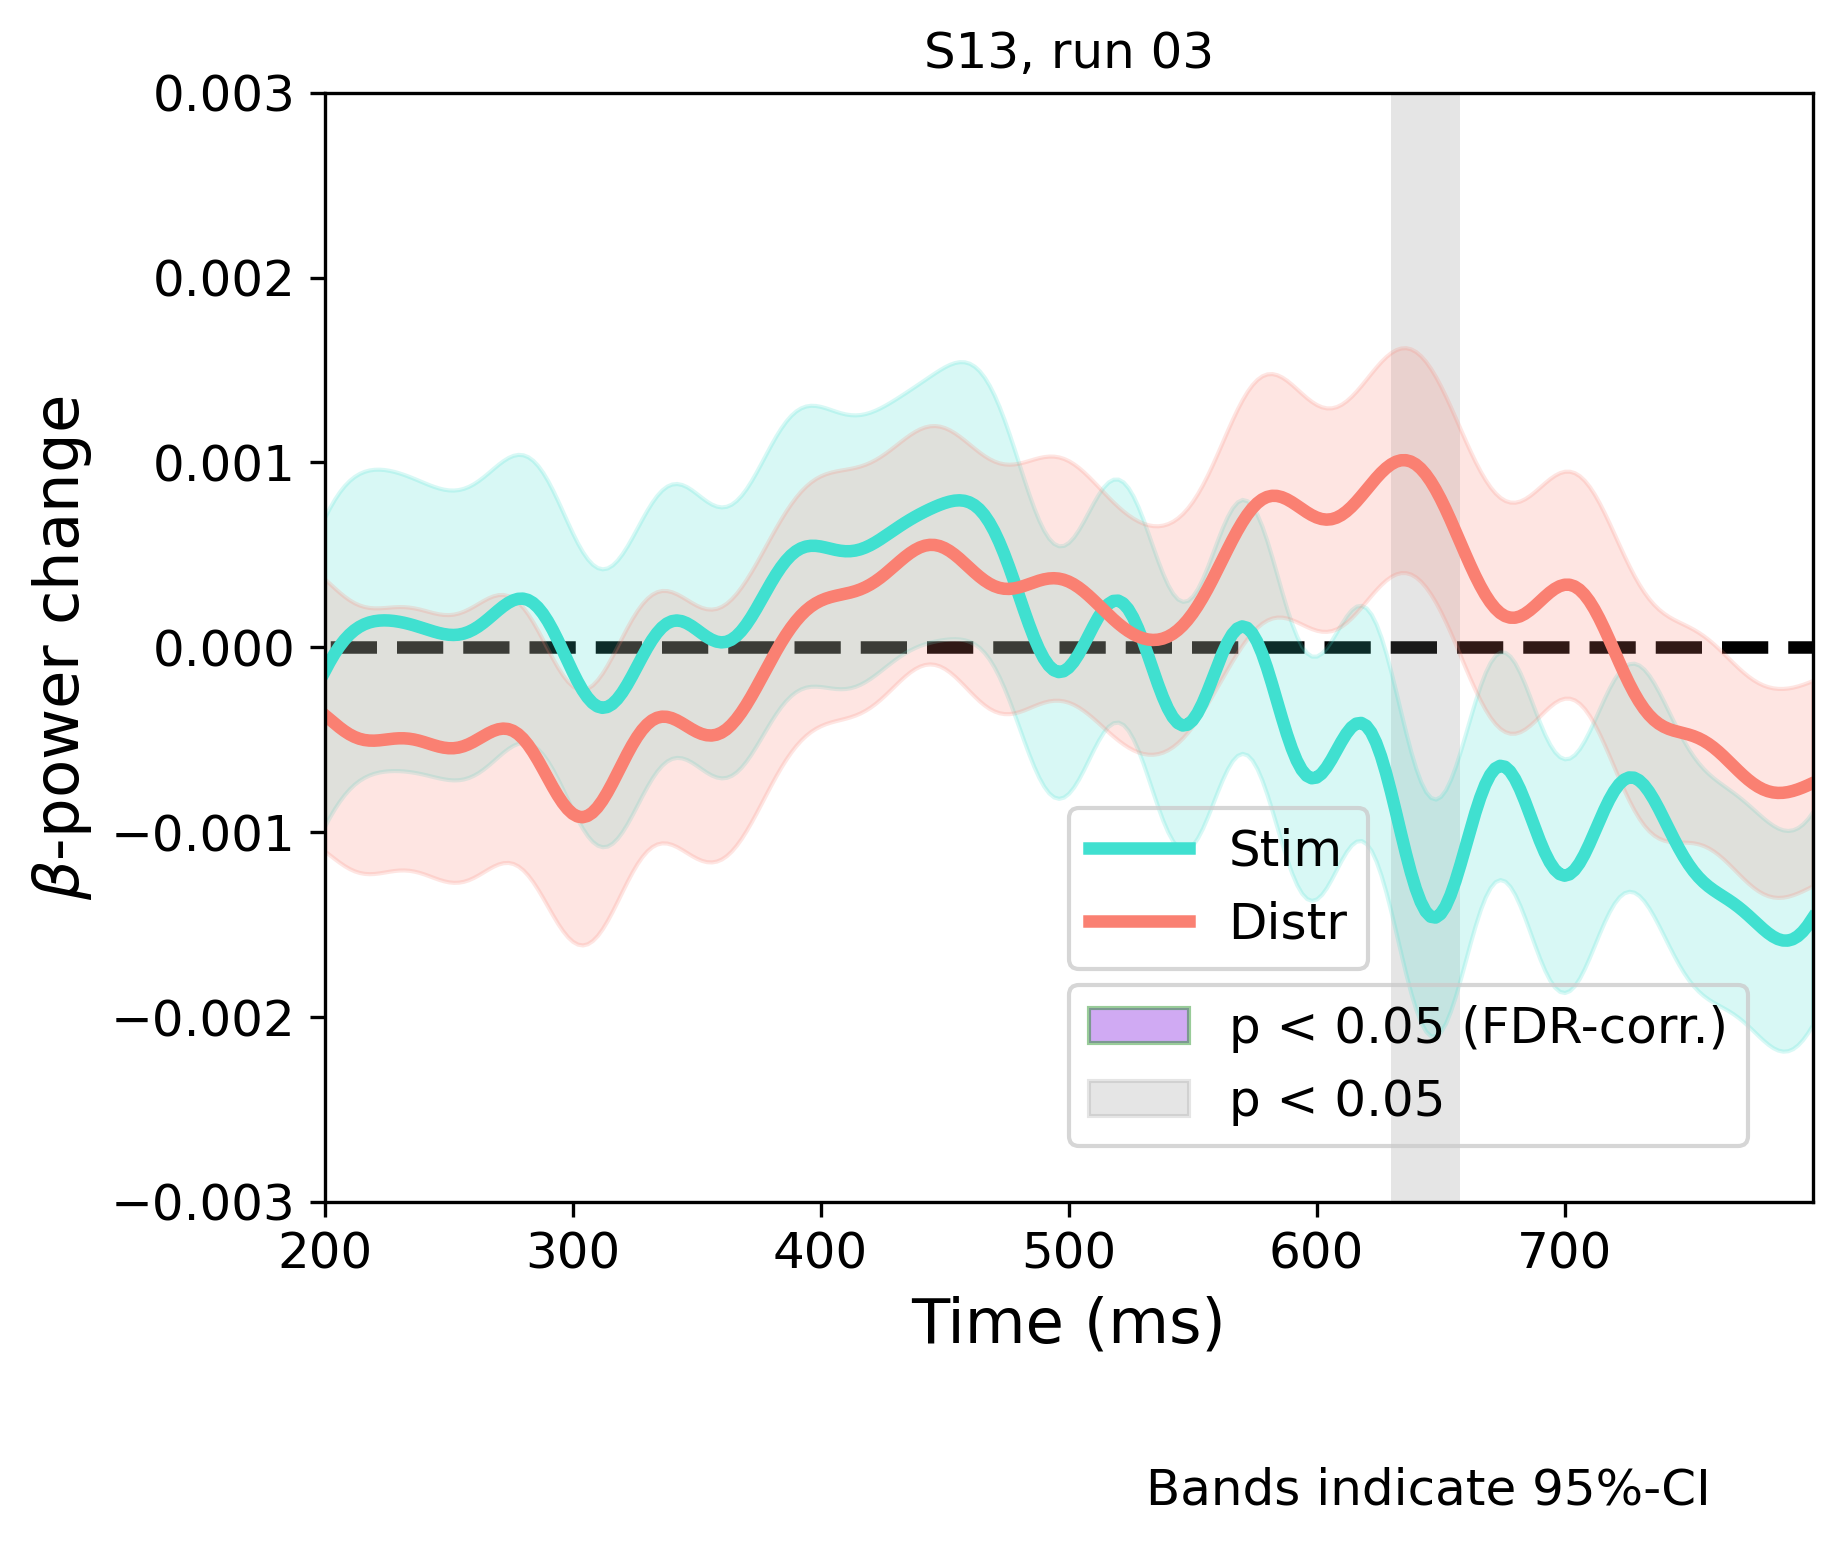 S13, run 03
0.003
0.002
0.001
0.000
−0.001
−0.002
−0.003
β-power change
Stim
Distr
p < 0.05 (FDR-corr.)
p < 0.05
200 300 400 500 600 700
Time (ms)
Bands indicate 95%-CI